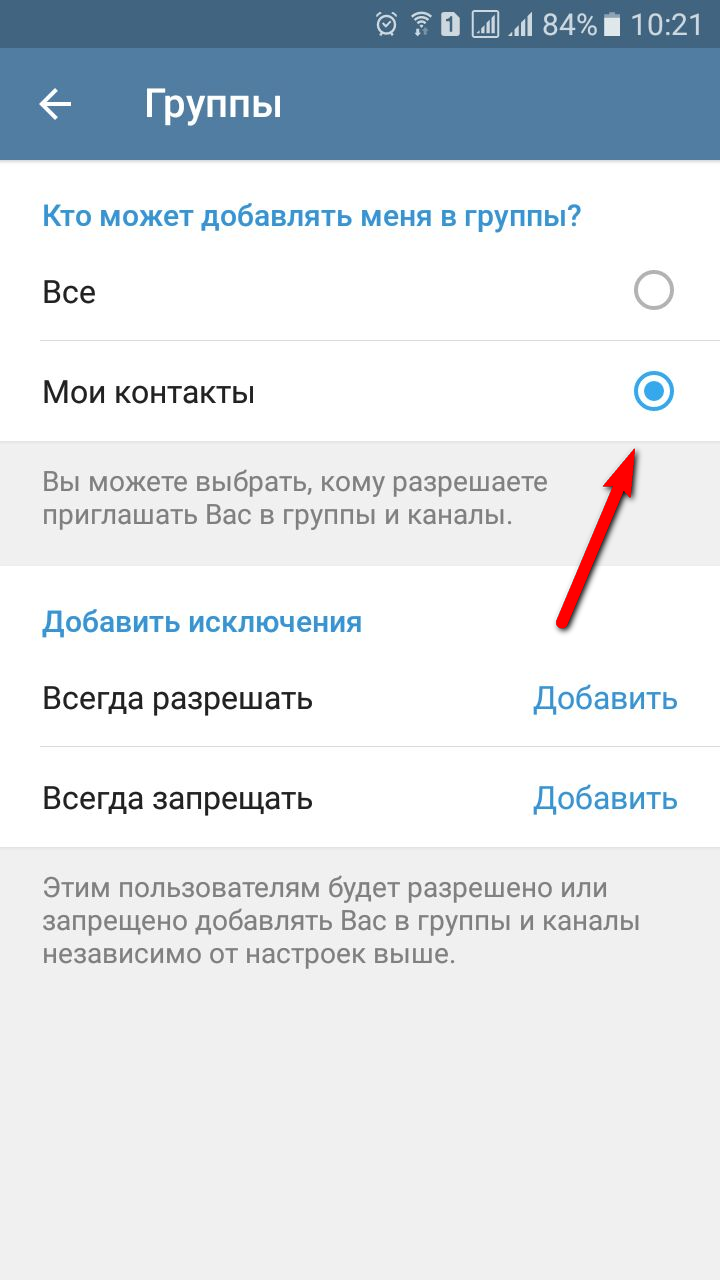 1 84% 10:21
Группы
Кто может добавлять меня в группы?
Все
Мои контакты
Вы можете выбрать, кому разрешаете
приглашать Вас в группы и каналы.
Добавить исключения
Всегда разрешать Добавить
Всегда запрещать Добавить
Этим пользователям будет разрешено или
запрещено добавлять Вас в группы и каналы
независимо от настроек выше.